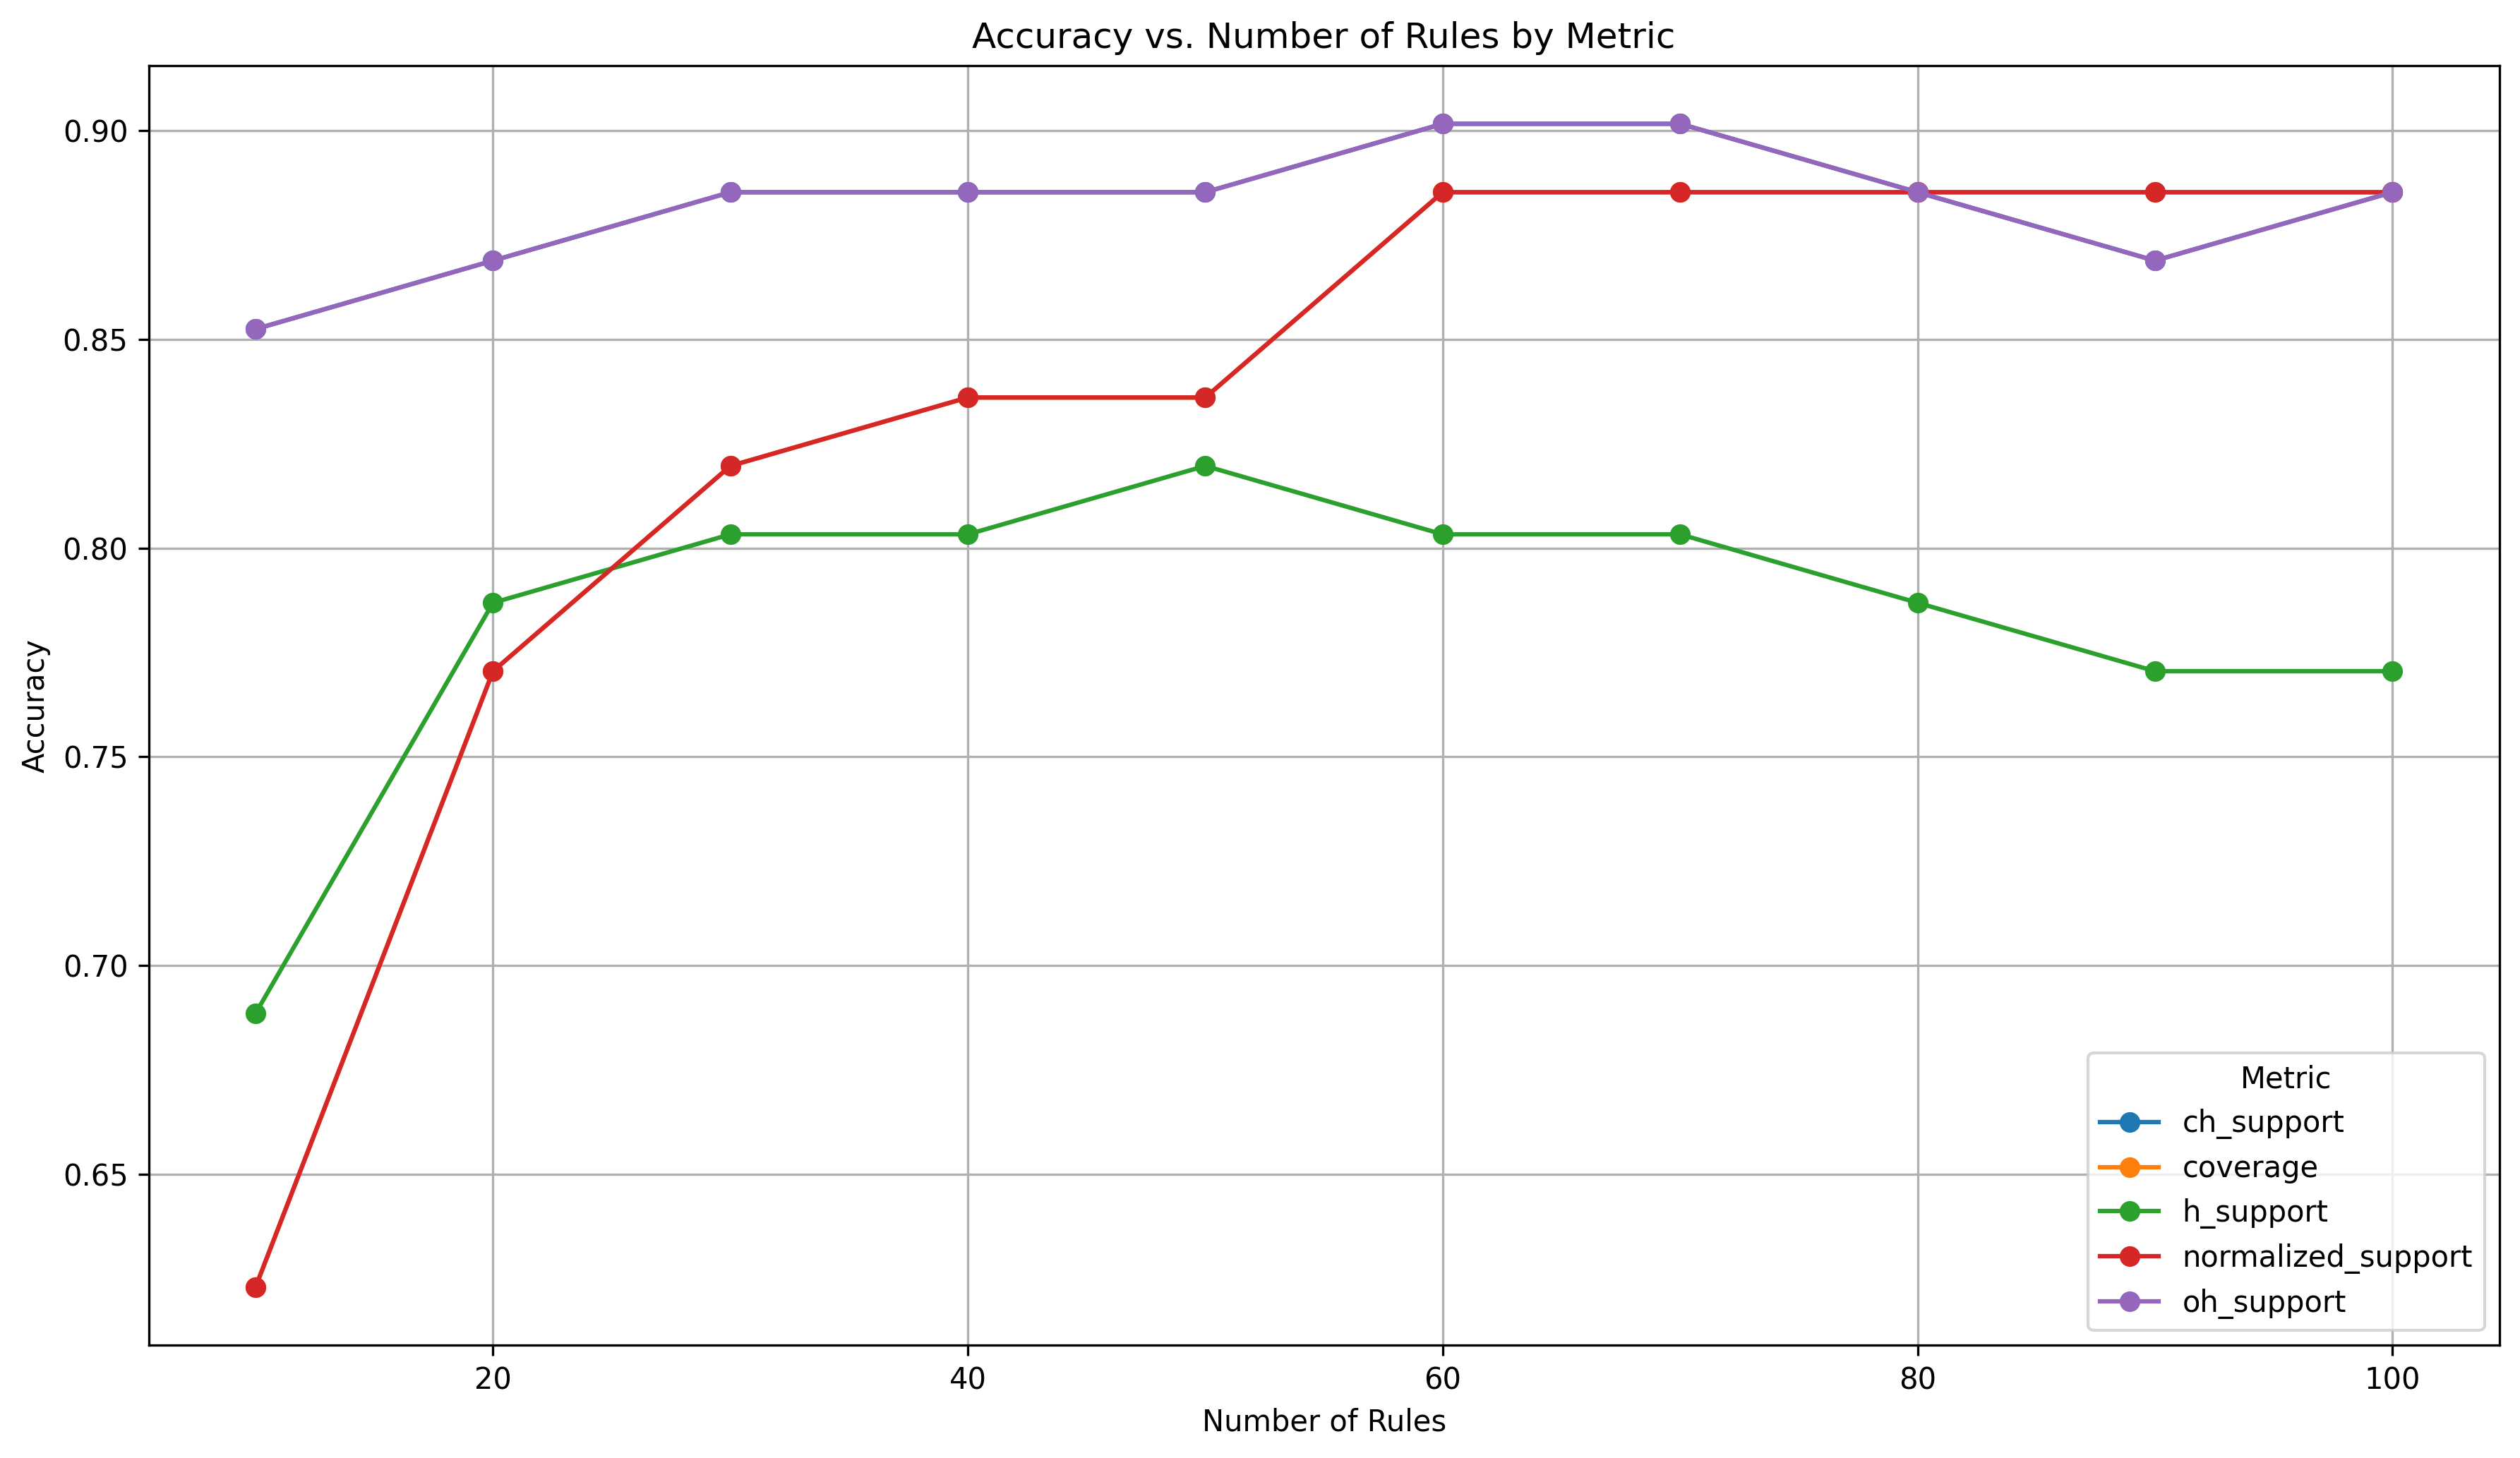 Accuracy vs. Number of Rules by Metric
Accuracy
0.90
0.85
0.80
0.75
0.70
0.65
20 40 60 80 100
Number of Rules
Metric
ch_support
coverage
h_support
normalized_support
oh_support